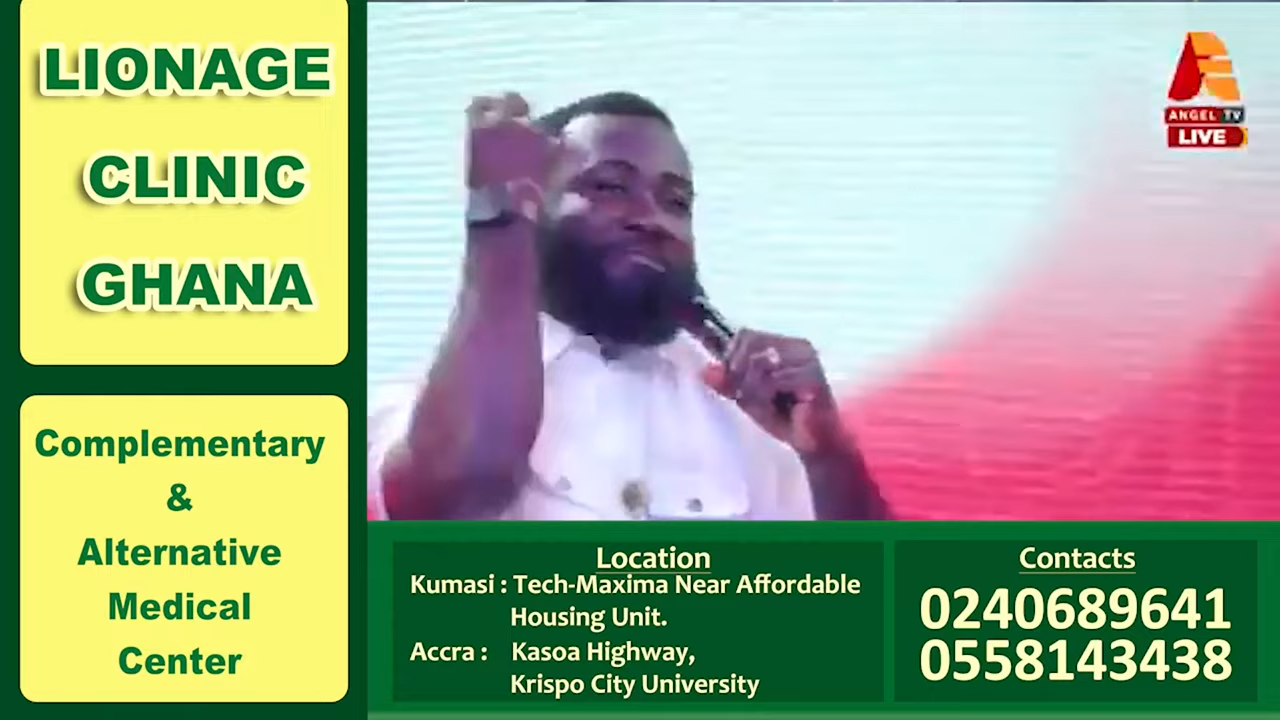 LIONAGE
CLINIC
GHANA
Complementary
&
Alternative
Medical
Center
ANGEL TV
LIVE
Location
Kumasi : Tech-Maxima Near Affordable
Housing Unit.
Accra : Kasoa Highway,
Krispo City University
Contacts
0240689641
0558143438